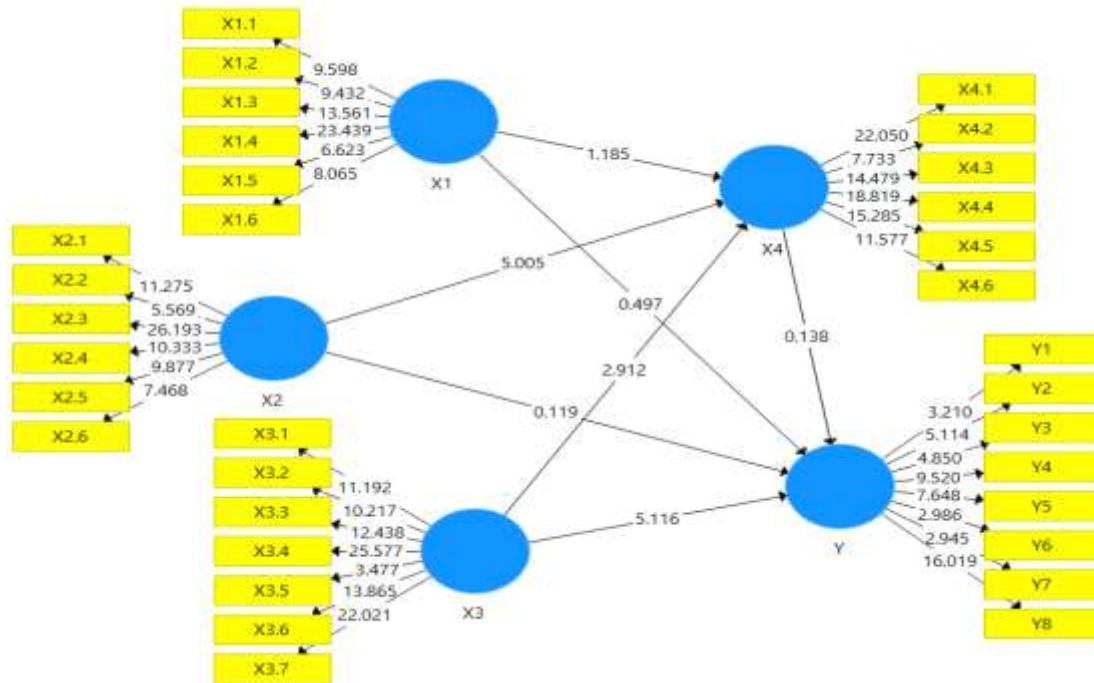 X1.1
X1.2
X1.3
X1.4
X1.5
X1.6
9.598
9.432
13.561
23.439
6.623
8.065
X1
X2.1
X2.2
X2.3
X2.4
X2.5
X2.6
11.275
5.569
26.193
10.333
9.877
7.468
X2
X3.1
X3.2
X3.3
X3.4
X3.5
X3.6
X3.7
11.192
10.217
12.438
25.577
3.477
13.865
22.021
X3
1.185
5.005
0.497
2.912
0.138
0.119
5.116
X4
22.050
7.733
14.479
18.819
15.285
11.577
X4.1
X4.2
X4.3
X4.4
X4.5
X4.6
Y
3.210
5.114
4.850
9.520
7.648
2.986
2.945
16.019
Y1
Y2
Y3
Y4
Y5
Y6
Y7
Y8